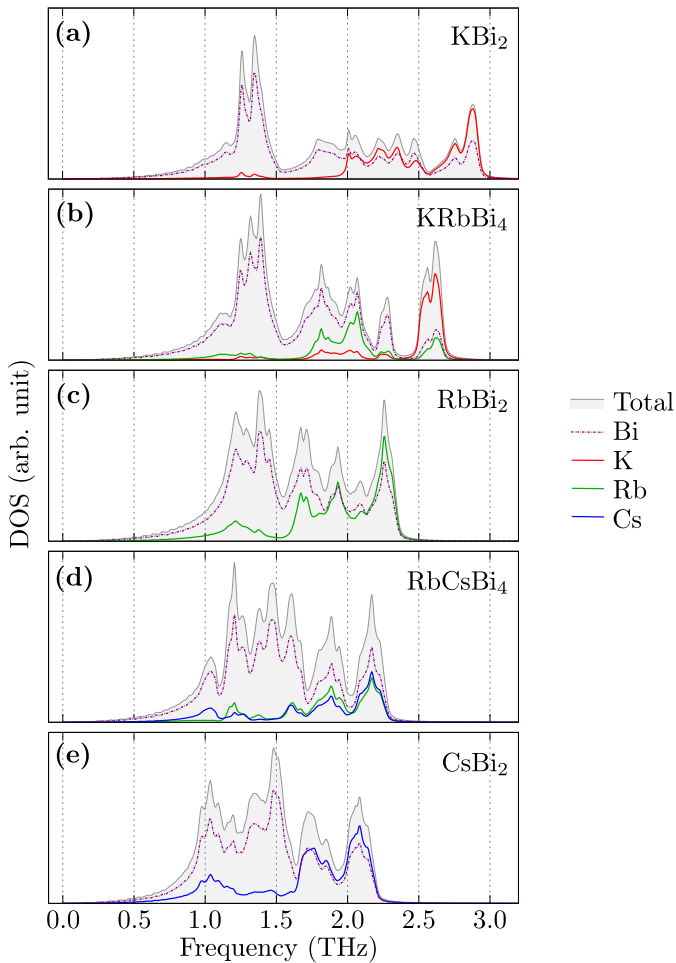 (a) KBi₂
(b) KRbBi₄
(c) RbBi₂
(d) RbCsBi₄
(e) CsBi₂
DOS (arb. unit)
0.0 0.5 1.0 1.5 2.0 2.5 3.0
Frequency (THz)
Total
Bi
K
Rb
Cs